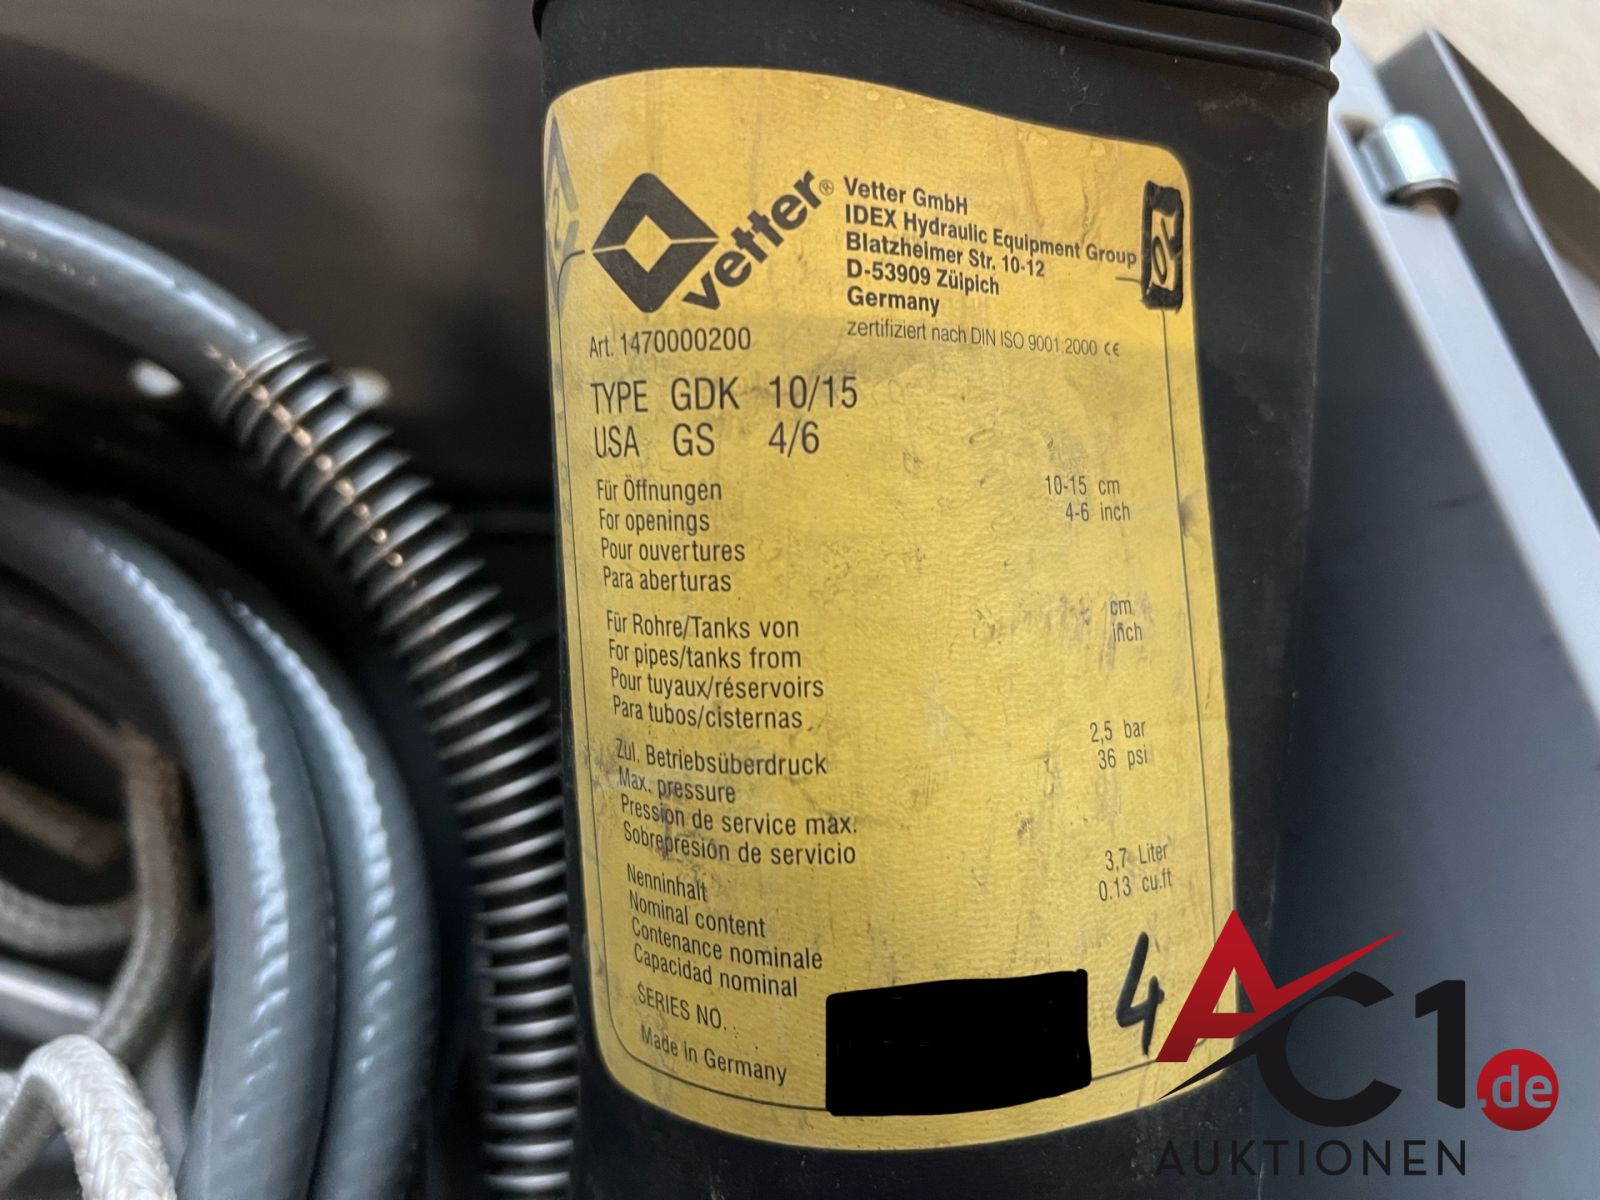 vetter®
Vetter GmbH
IDEX Hydraulic Equipment Group
Blatzheimer Str. 10-12
D-53909 Zülpich
Germany
zertifiziert nach DIN ISO 9001:2000 CE
Art. 1470000200
TYPE GDK 10/15
USA GS 4/6
Für Öffnungen 10-15 cm
For openings 4-6 inch
Pour ouvertures
Para aberturas
Für Rohre/Tanks von cm
For pipes/tanks from inch
Pour tuyaux/réservoirs
Para tubos/cisternas
Zul. Betriebsüberdruck 2,5 bar
Max. pressure 36 psi
Pression de service max.
Sobrepresión de servicio
Nenninhalt 3,7 Liter
Nominal content 0.13 cu.ft
Contenance nominale
Capacidad nominal
SERIES NO.
4
Made in Germany
AC1.de
AUKTIONEN